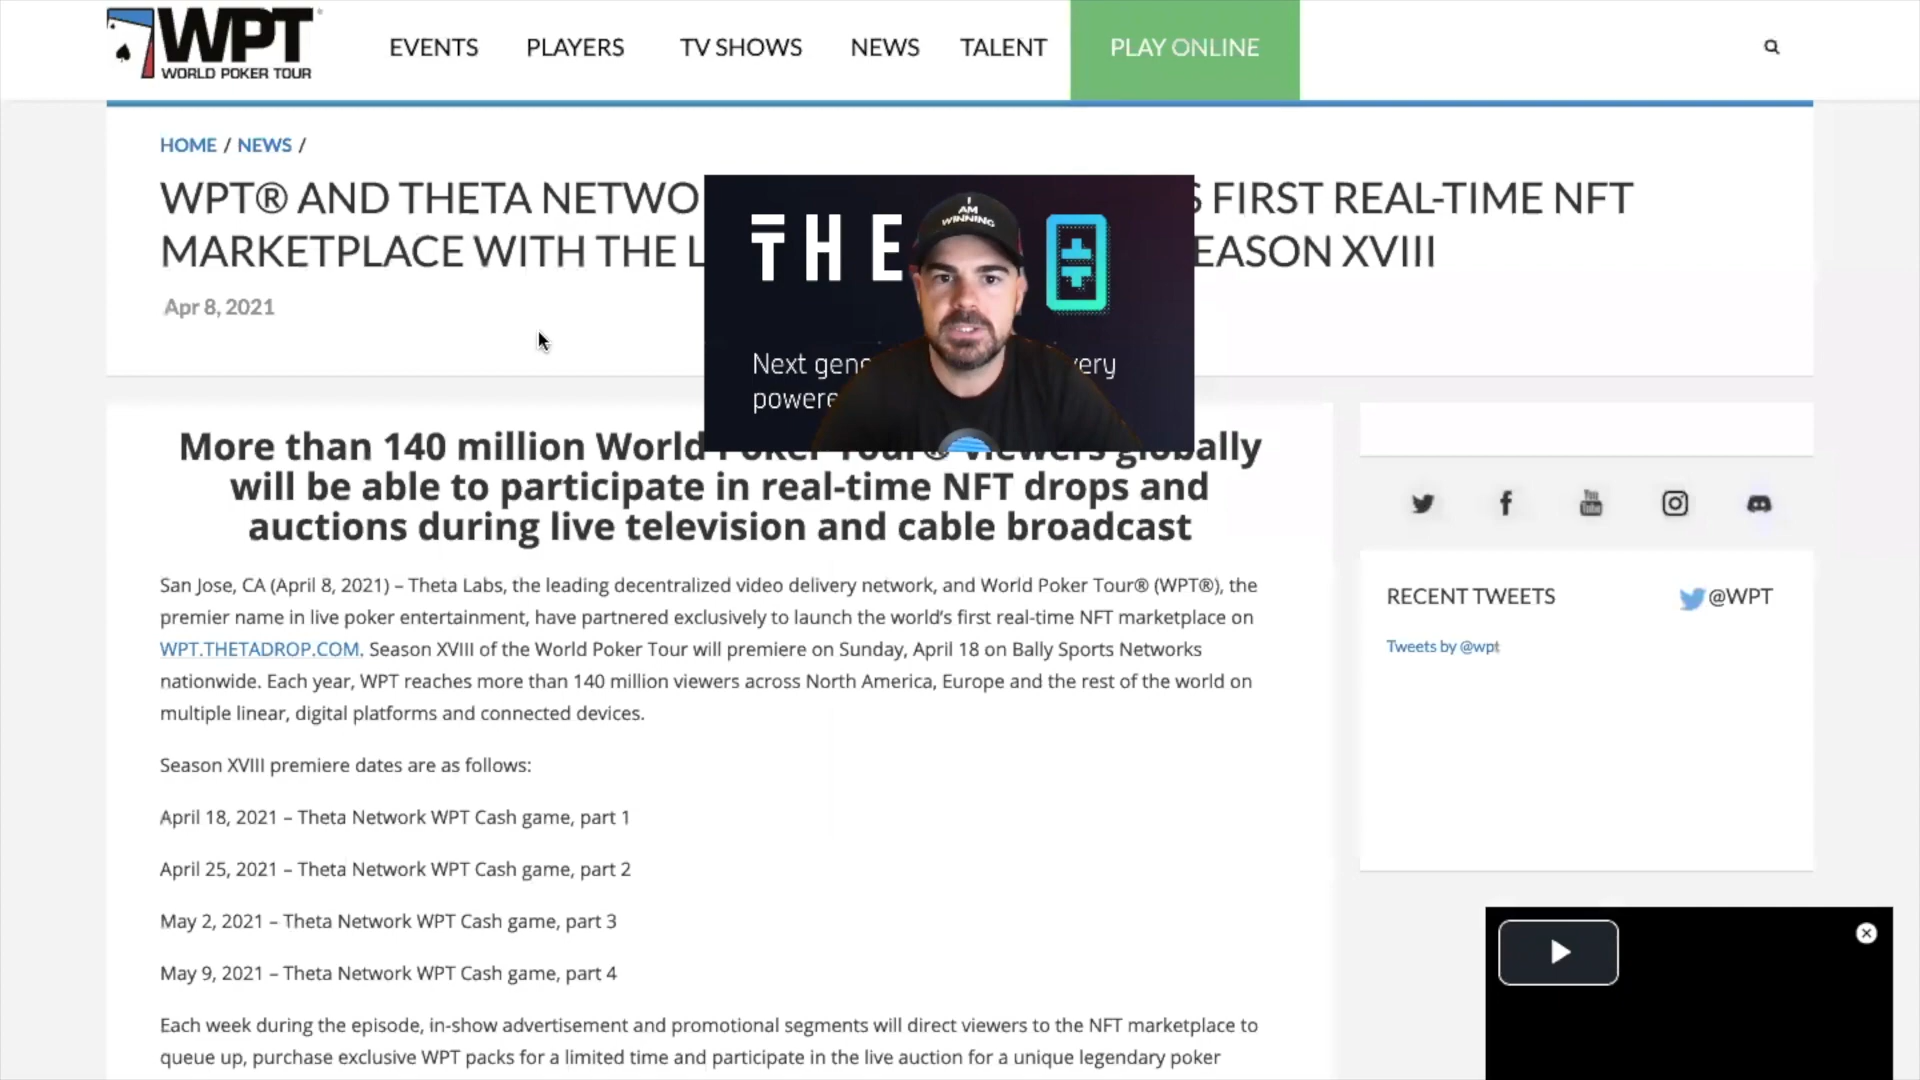 WPT
WORLD POKER TOUR
EVENTS PLAYERS TV SHOWS NEWS TALENT PLAY ONLINE
HOME / NEWS /
WPT® AND THETA NETWO S FIRST REAL-TIME NFT
MARKETPLACE WITH THE L EASON XVIII
Apr 8, 2021
I
AM
WINNING
THE
Next gene very
powere
More than 140 million World Poker Tour® viewers globally
will be able to participate in real-time NFT drops and
auctions during live television and cable broadcast
San Jose, CA (April 8, 2021) – Theta Labs, the leading decentralized video delivery network, and World Poker Tour® (WPT®), the
premier name in live poker entertainment, have partnered exclusively to launch the world's first real-time NFT marketplace on
WPT.THETADROP.COM. Season XVIII of the World Poker Tour will premiere on Sunday, April 18 on Bally Sports Networks
nationwide. Each year, WPT reaches more than 140 million viewers across North America, Europe and the rest of the world on
multiple linear, digital platforms and connected devices.
Season XVIII premiere dates are as follows:
April 18, 2021 – Theta Network WPT Cash game, part 1
April 25, 2021 – Theta Network WPT Cash game, part 2
May 2, 2021 – Theta Network WPT Cash game, part 3
May 9, 2021 – Theta Network WPT Cash game, part 4
Each week during the episode, in-show advertisement and promotional segments will direct viewers to the NFT marketplace to
queue up, purchase exclusive WPT packs for a limited time and participate in the live auction for a unique legendary poker
You Tube
RECENT TWEETS @WPT
Tweets by @wpt